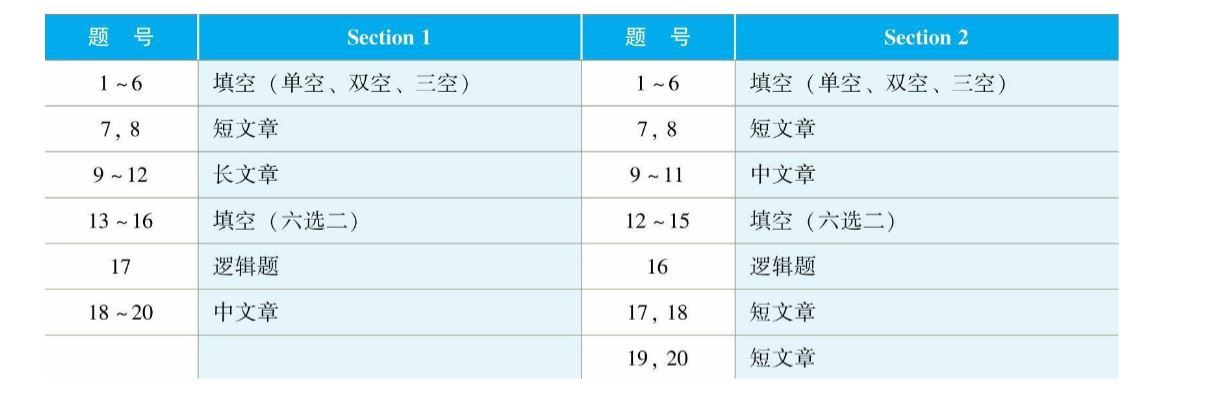 题 号 Section 1 题 号 Section 2
1 ~ 6 填空（单空、双空、三空） 1 ~ 6 填空（单空、双空、三空）
7, 8 短文章 7, 8 短文章
9 ~ 12 长文章 9 ~ 11 中文章
13 ~ 16 填空（六选二） 12 ~ 15 填空（六选二）
17 逻辑题 16 逻辑题
18 ~ 20 中文章 17, 18 短文章
19, 20 短文章